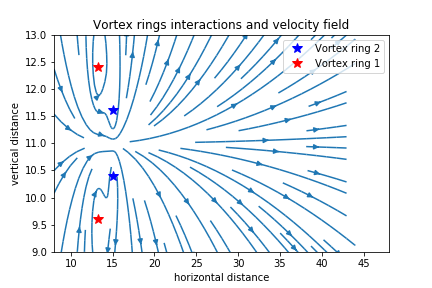 Vortex rings interactions and velocity field
Vortex ring 2
Vortex ring 1
vertical distance
13.0
12.5
12.0
11.5
11.0
10.5
10.0
9.5
9.0
10 15 20 25 30 35 40 45
horizontal distance